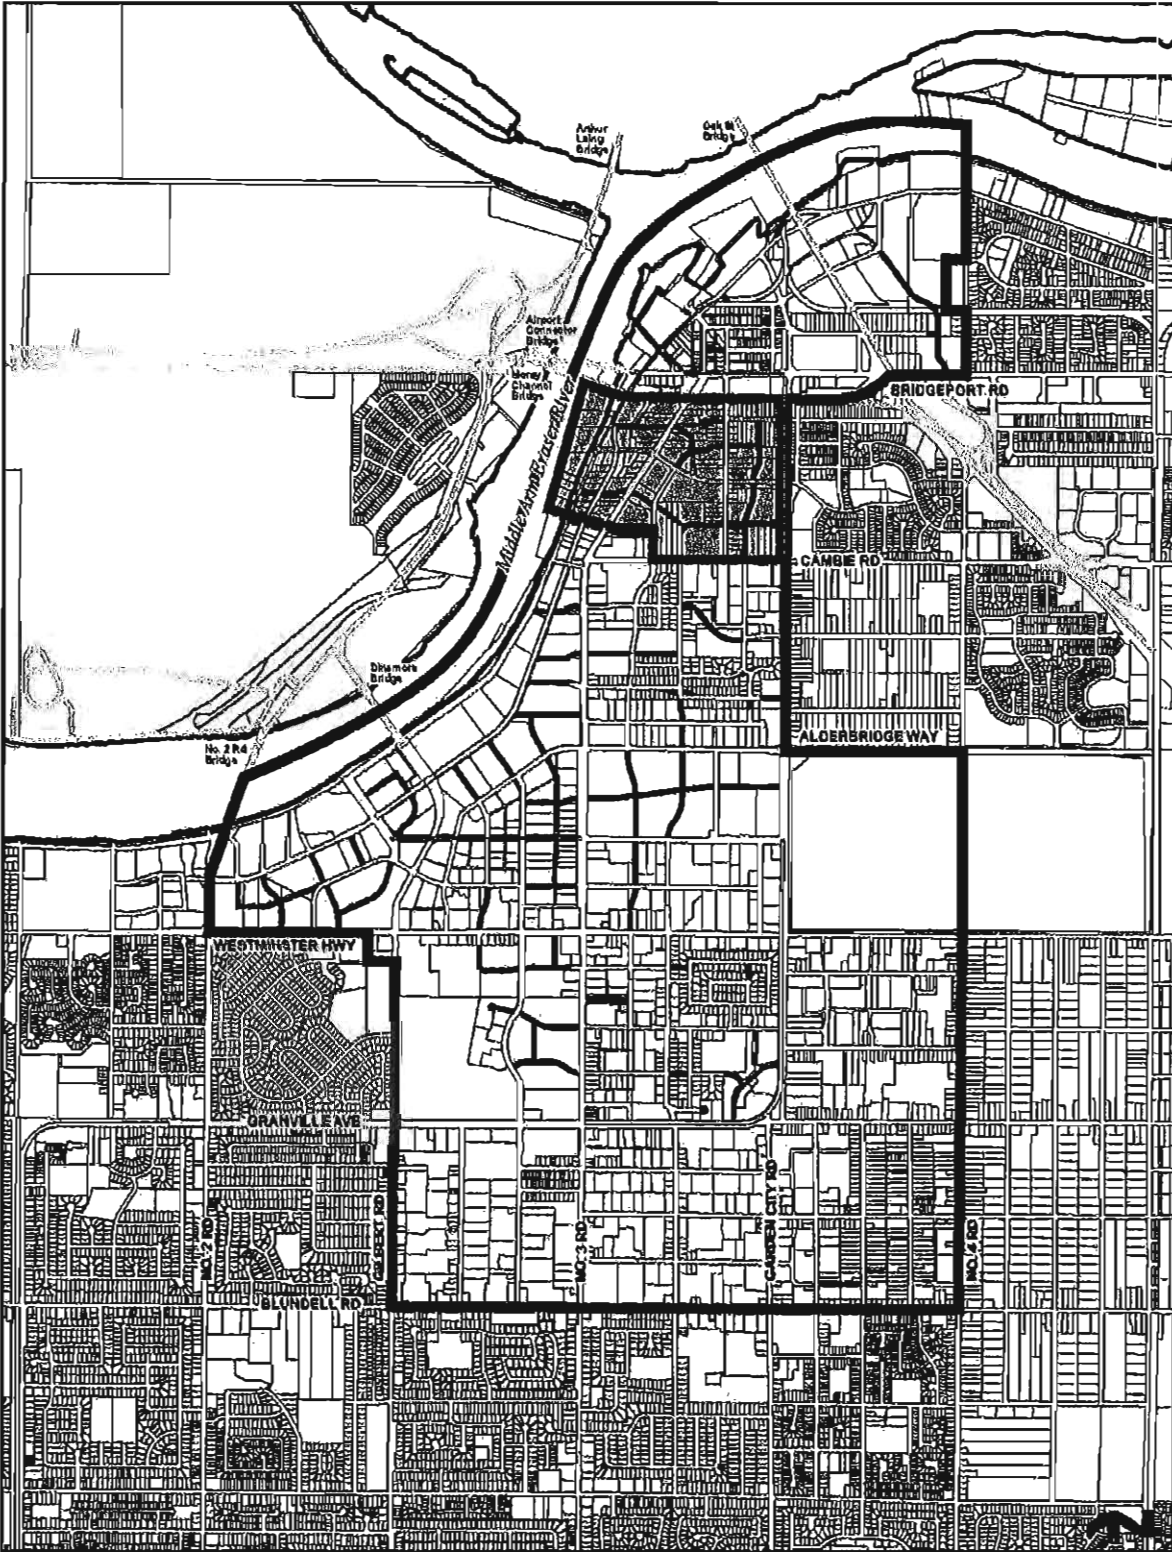 Arthur
Laing
Bridge
Oak St
Bridge
Airport
Connector
Bridge
Moray
Channel
Bridge
Middle Arm Fraser River
BRIDGEPORT RD
CAMBIE RD
Dinsmore
Bridge
ALDERBRIDGE WAY
No. 2 Rd
Bridge
WESTMINSTER HWY
GRANVILLE AVE
NO. 2 RD
GILBERT RD
NO. 3 RD
GARDEN CITY RD
NO. 4 RD
BLUNDELL RD